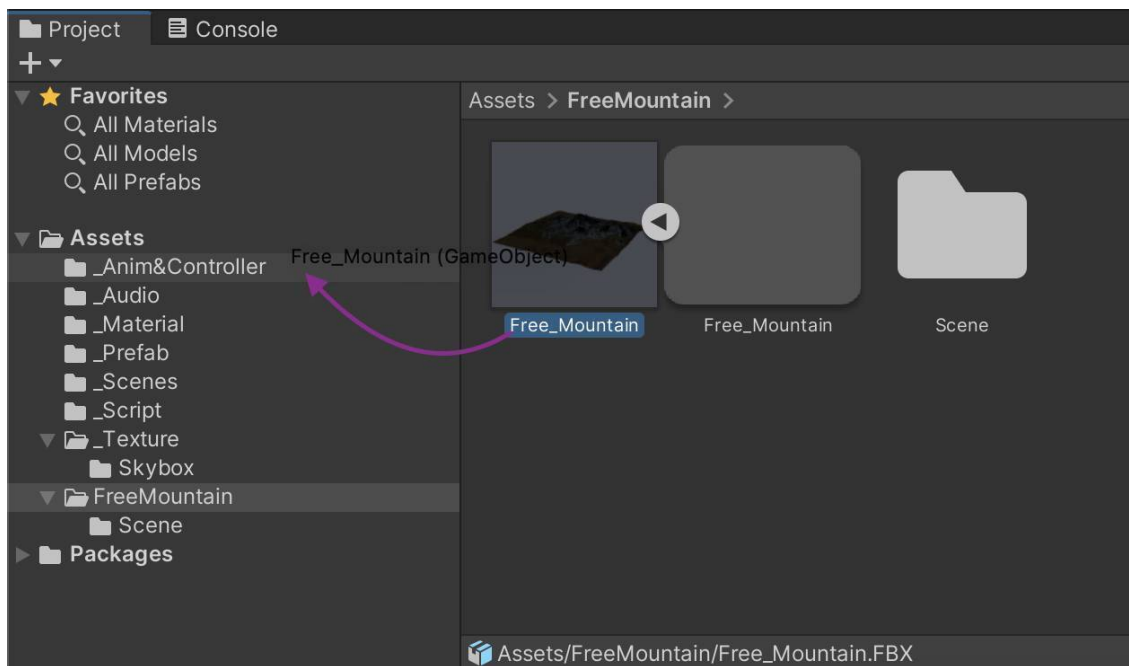 Project
Console
Favorites
All Materials
All Models
All Prefabs
Assets
_Anim&Controller
_Audio
_Material
_Prefab
_Scenes
_Script
_Texture
Skybox
FreeMountain
Scene
Packages
Assets > FreeMountain >
Free_Mountain (GameObject)
Free_Mountain
Free_Mountain
Scene
Assets/FreeMountain/Free_Mountain.FBX